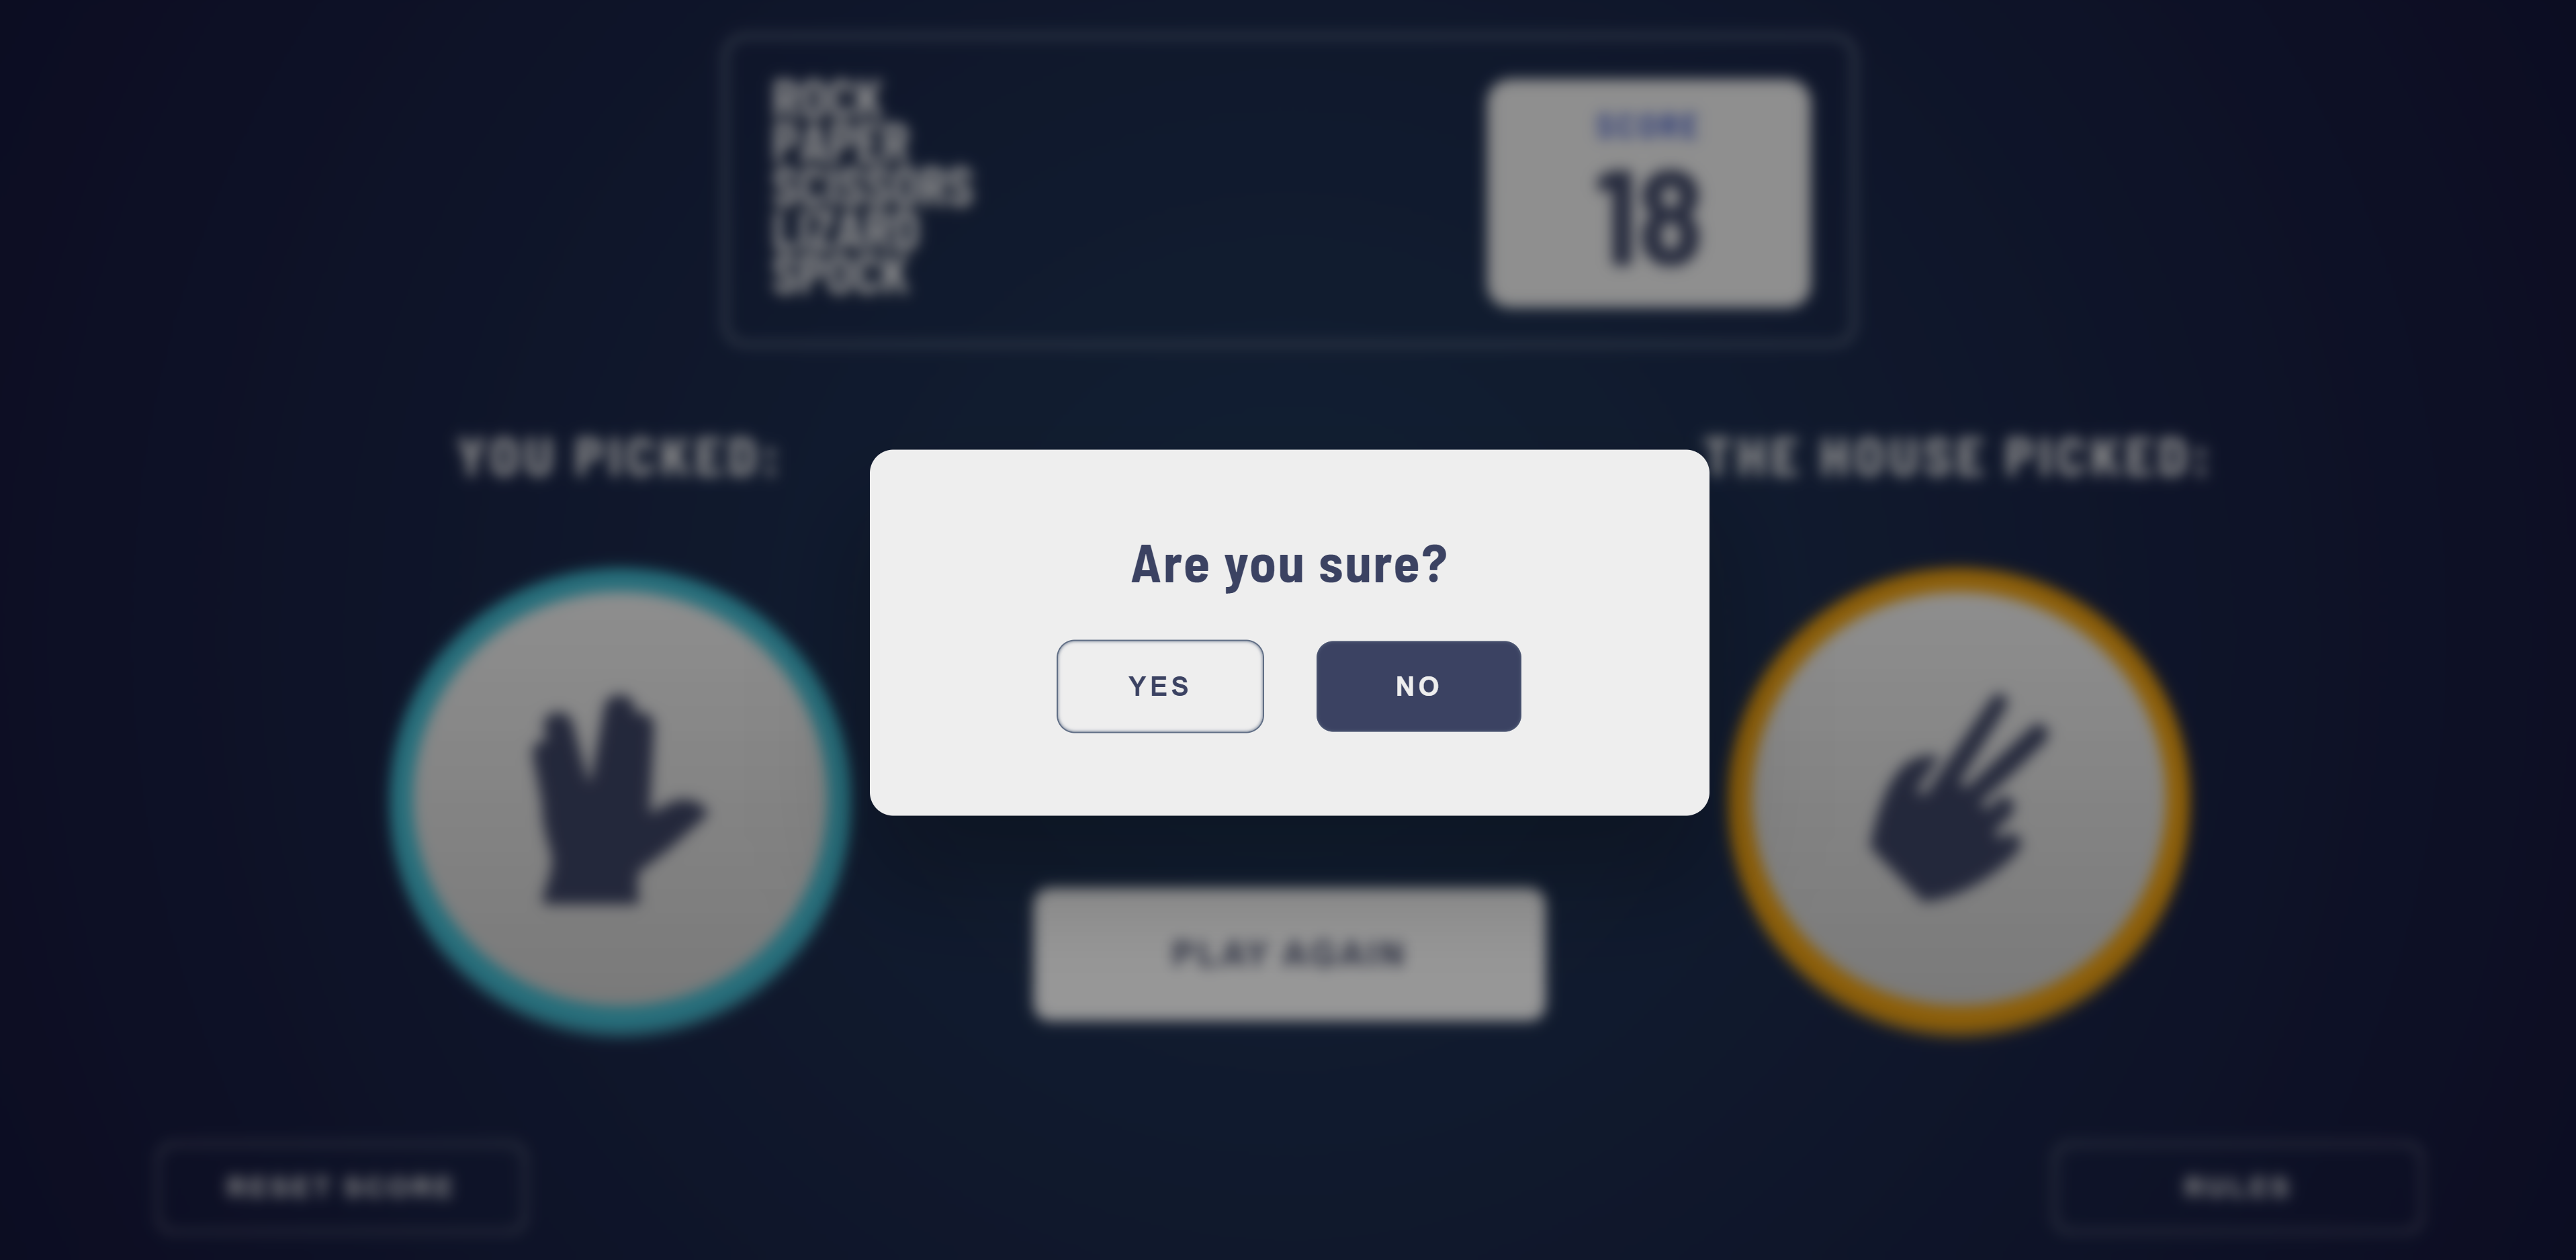 ROCK
PAPER
SCISSORS
LIZARD
SPOCK
SCORE
18
YOU PICKED:
THE HOUSE PICKED:
Are you sure?
YES
NO
PLAY AGAIN
RESET SCORE
RULES